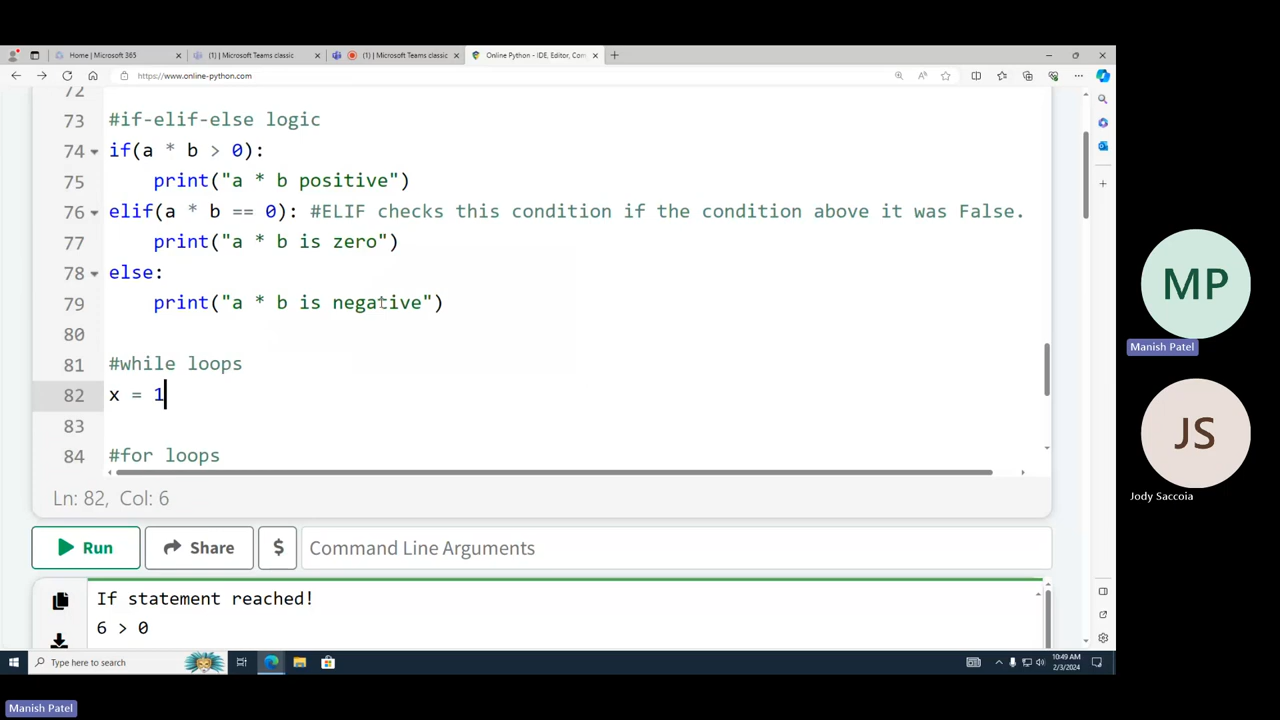 Home | Microsoft 365
(1) | Microsoft Teams classic
(1) | Microsoft Teams classic
Online Python - IDE, Editor, Com
https://www.online-python.com
72
73 #if-elif-else logic
74 if(a * b > 0):
75 print("a * b positive")
76 elif(a * b == 0): #ELIF checks this condition if the condition above it was False.
77 print("a * b is zero")
78 else:
79 print("a * b is negative")
80
81 #while loops
82 x = 1
83
84 #for loops
Ln: 82, Col: 6
Run Share $ Command Line Arguments
If statement reached!
6 > 0
Type here to search
10:49 AM
2/3/2024
MP
Manish Patel
JS
Jody Saccoia
Manish Patel